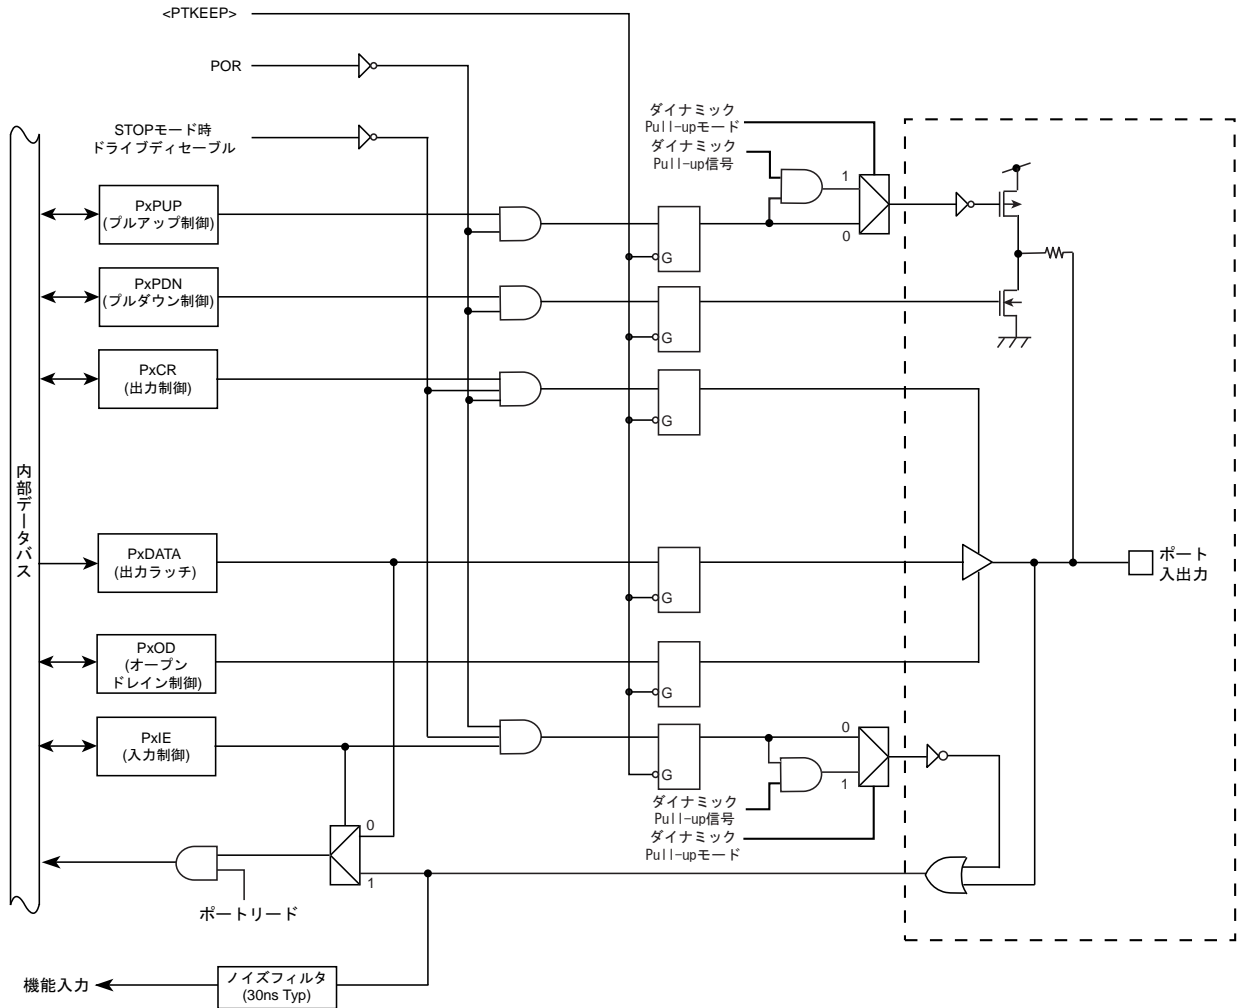 <PTKEEP>
POR
STOPモード時
ドライブディセーブル
ダイナミック
Pull-upモード
ダイナミック
Pull-up信号
1
0
PxPUP
(プルアップ制御)
G
PxPDN
(プルダウン制御)
G
PxCR
(出力制御)
G
内部データバス
PxDATA
(出力ラッチ)
G
ポート
入出力
PxOD
(オープン
ドレイン制御)
G
PxIE
(入力制御)
G
0
1
ダイナミック
Pull-up信号
ダイナミック
Pull-upモード
0
1
ポートリード
機能入力
ノイズフィルタ
(30ns Typ)